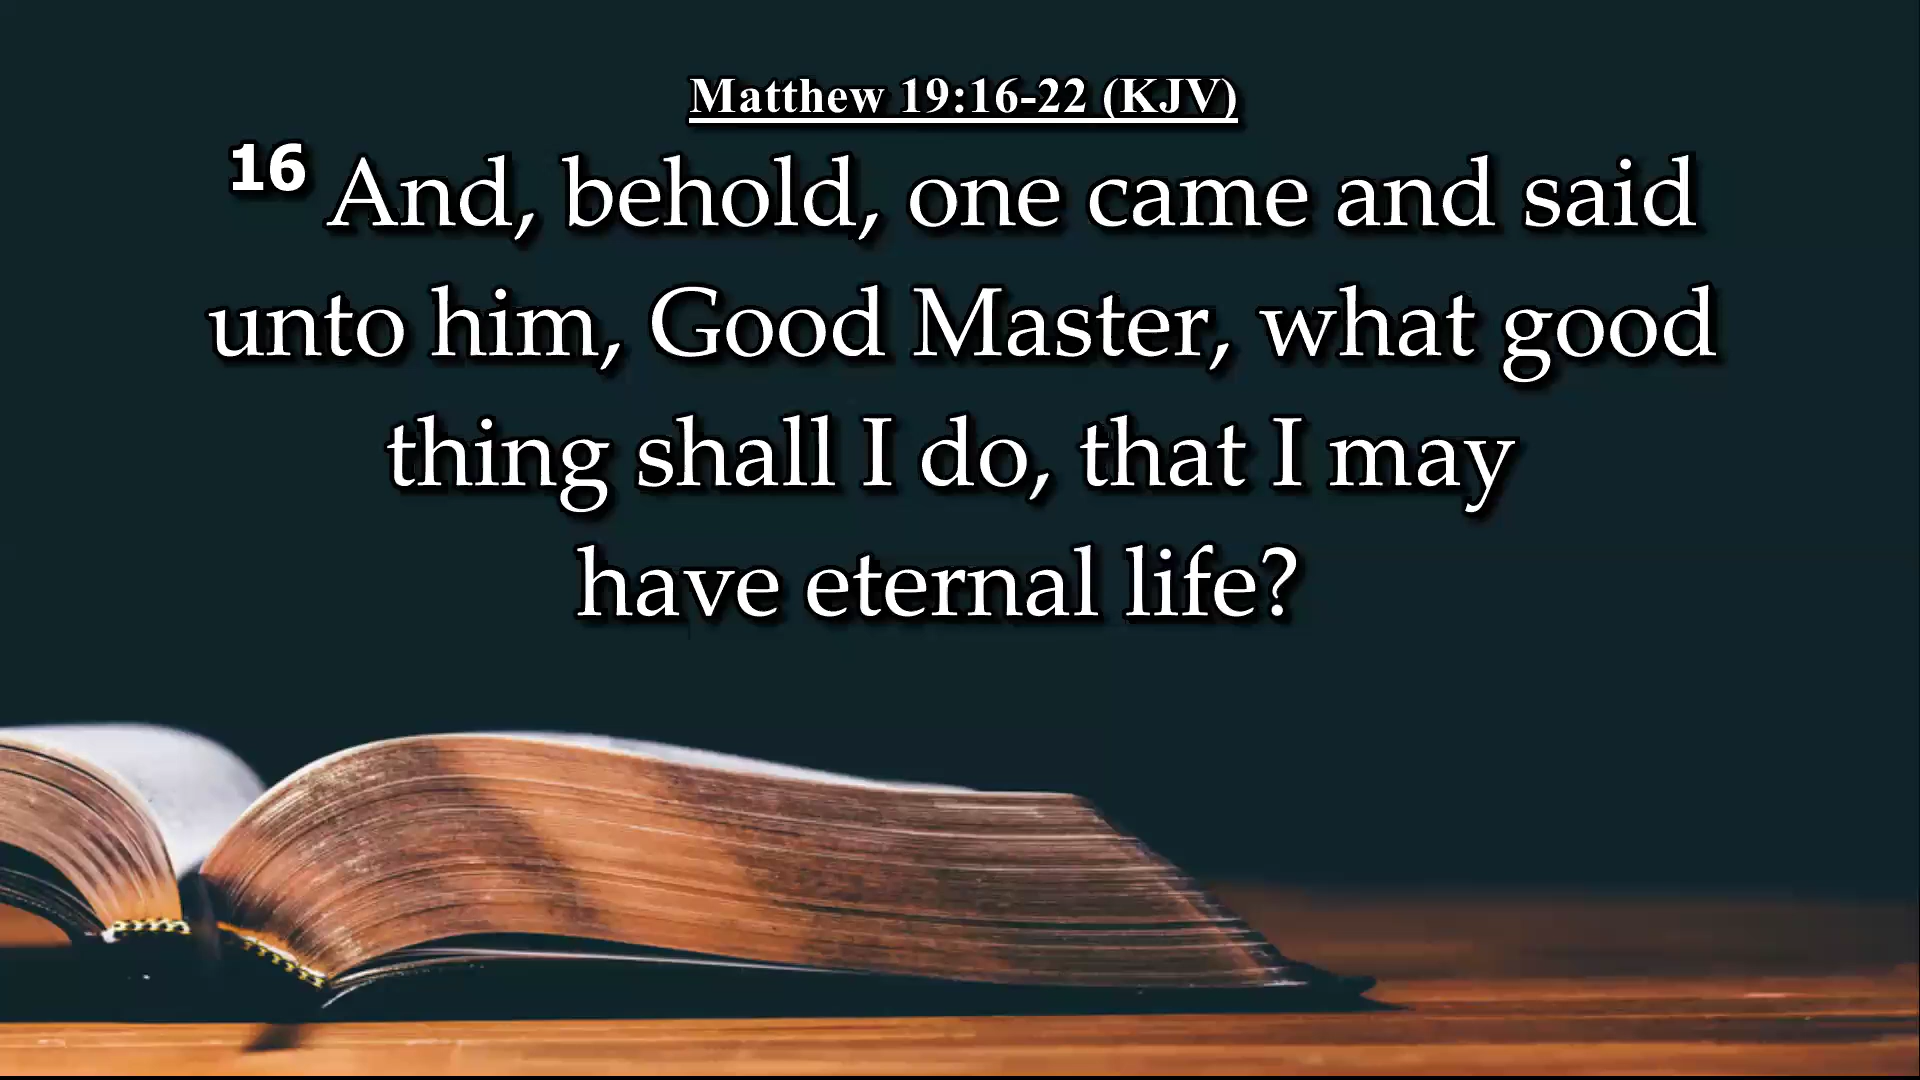 Matthew 19:16-22 (KJV)
16 And, behold, one came and said
unto him, Good Master, what good
thing shall I do, that I may
have eternal life?